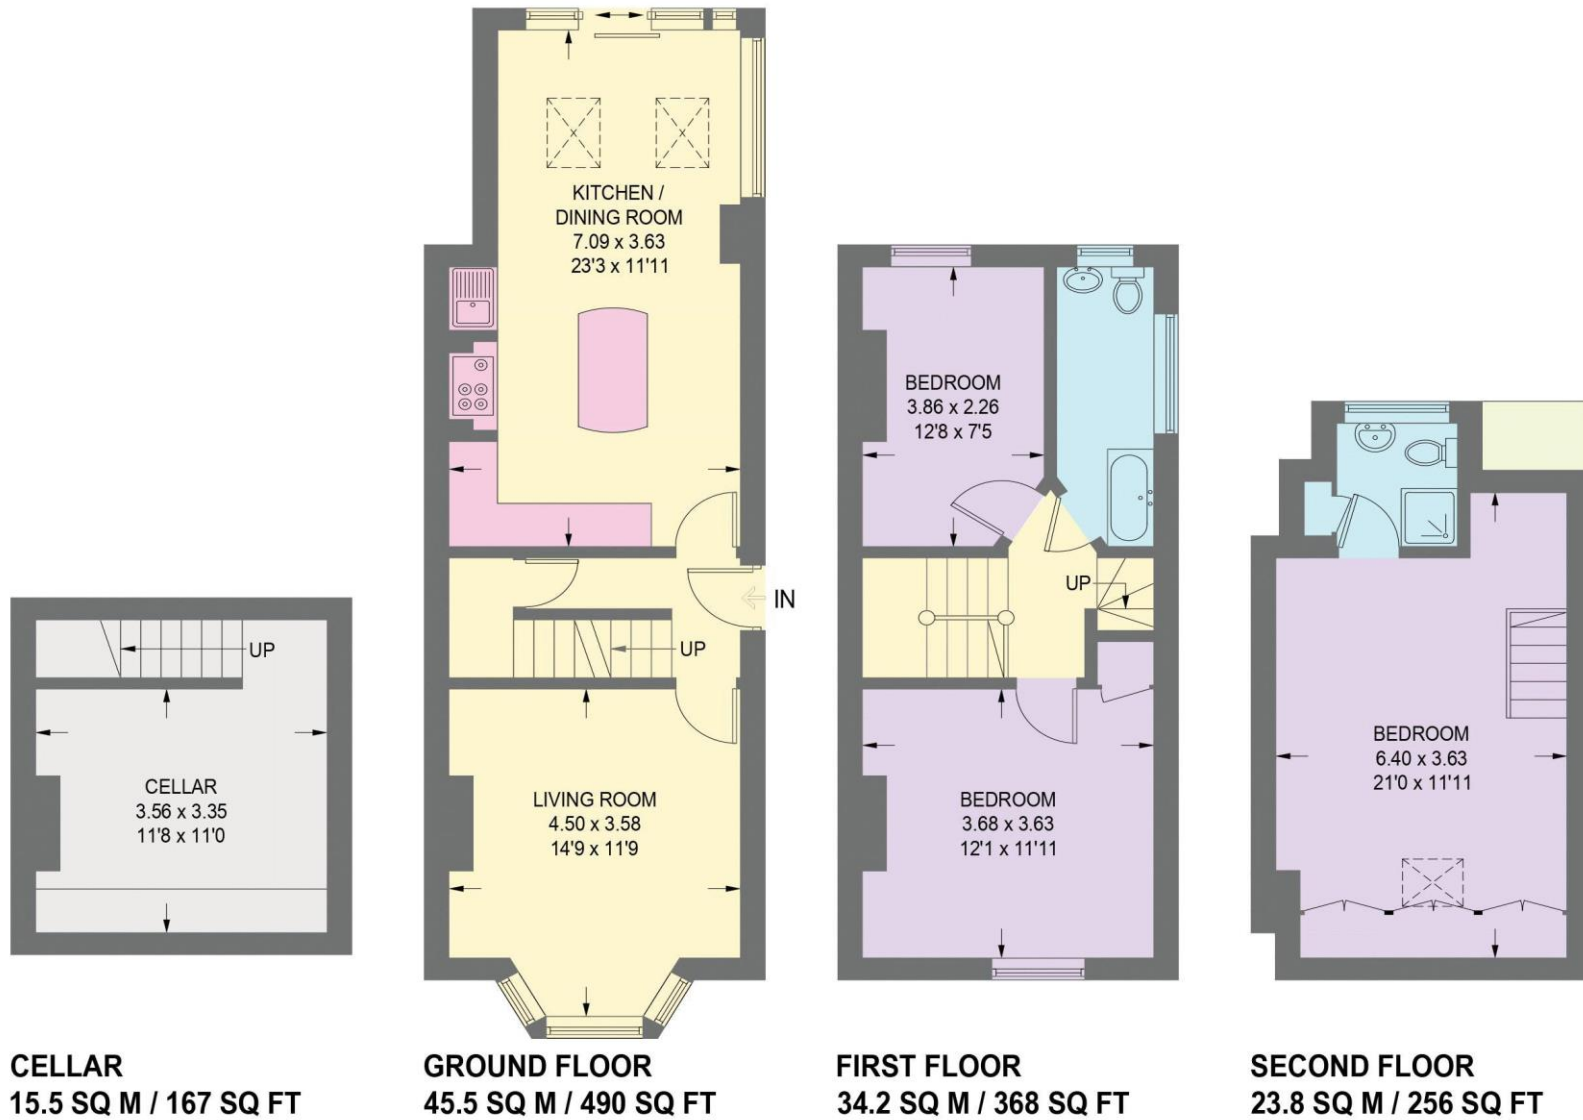 KITCHEN /
DINING ROOM
7.09 x 3.63
23'3 x 11'11
IN
UP
LIVING ROOM
4.50 x 3.58
14'9 x 11'9
UP
CELLAR
3.56 x 3.35
11'8 x 11'0
BEDROOM
3.86 x 2.26
12'8 x 7'5
UP
BEDROOM
3.68 x 3.63
12'1 x 11'11
BEDROOM
6.40 x 3.63
21'0 x 11'11
CELLAR
15.5 SQ M / 167 SQ FT
GROUND FLOOR
45.5 SQ M / 490 SQ FT
FIRST FLOOR
34.2 SQ M / 368 SQ FT
SECOND FLOOR
23.8 SQ M / 256 SQ FT